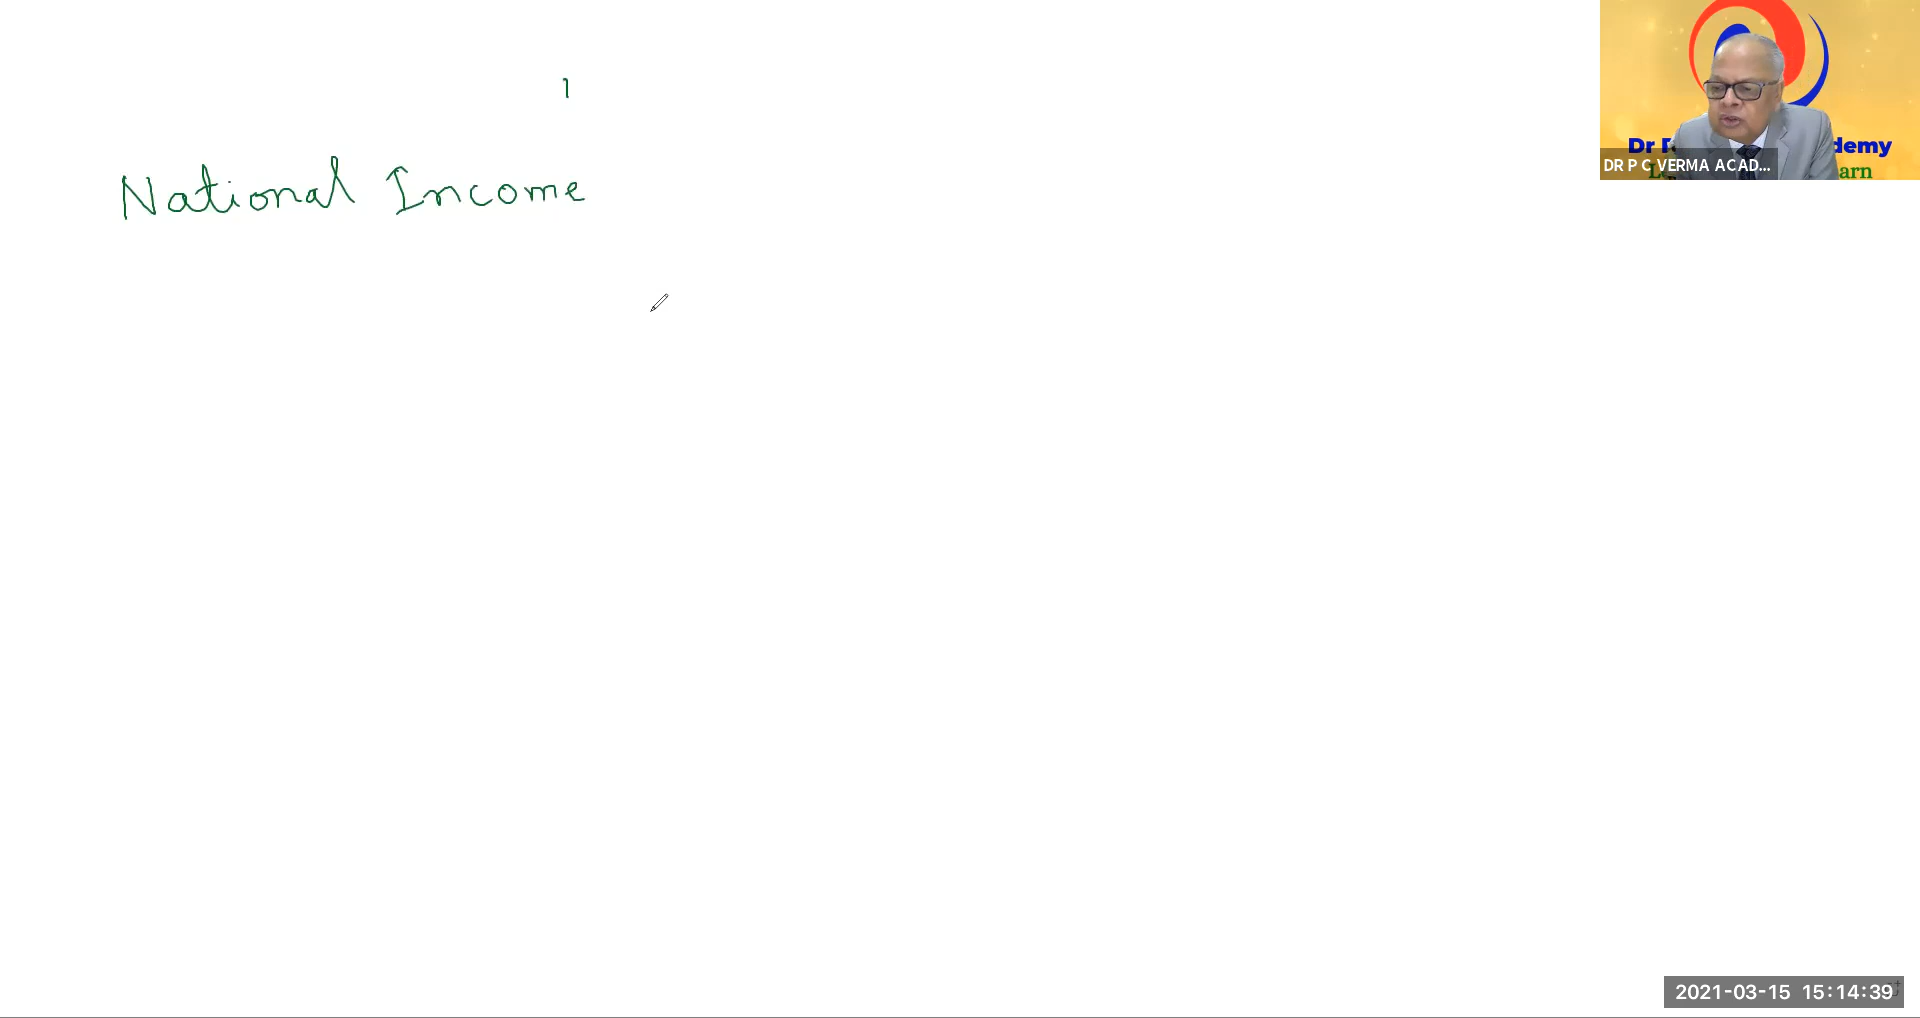 1
National Income
Dr P demy
DR P C VERMA ACAD...
arn
2021-03-15 15:14:39